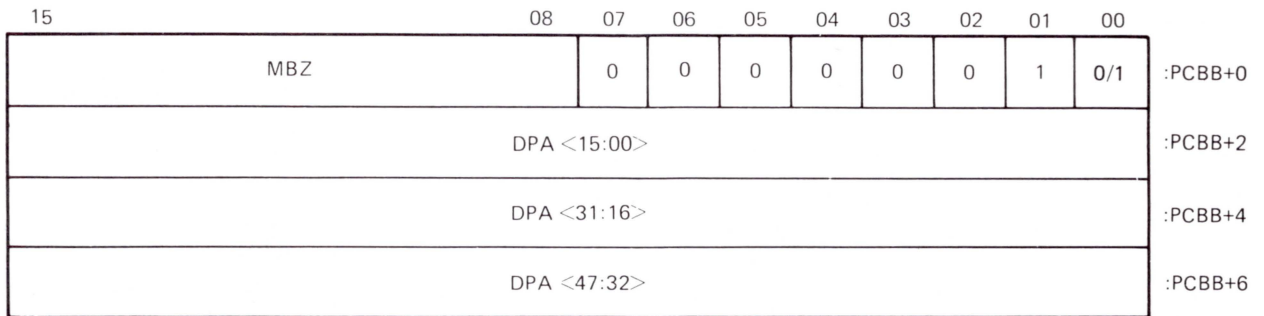 15 08 07 06 05 04 03 02 01 00
MBZ 0 0 0 0 0 0 1 0/1 :PCBB+0
DPA <15:00> :PCBB+2
DPA <31:16> :PCBB+4
DPA <47:32> :PCBB+6